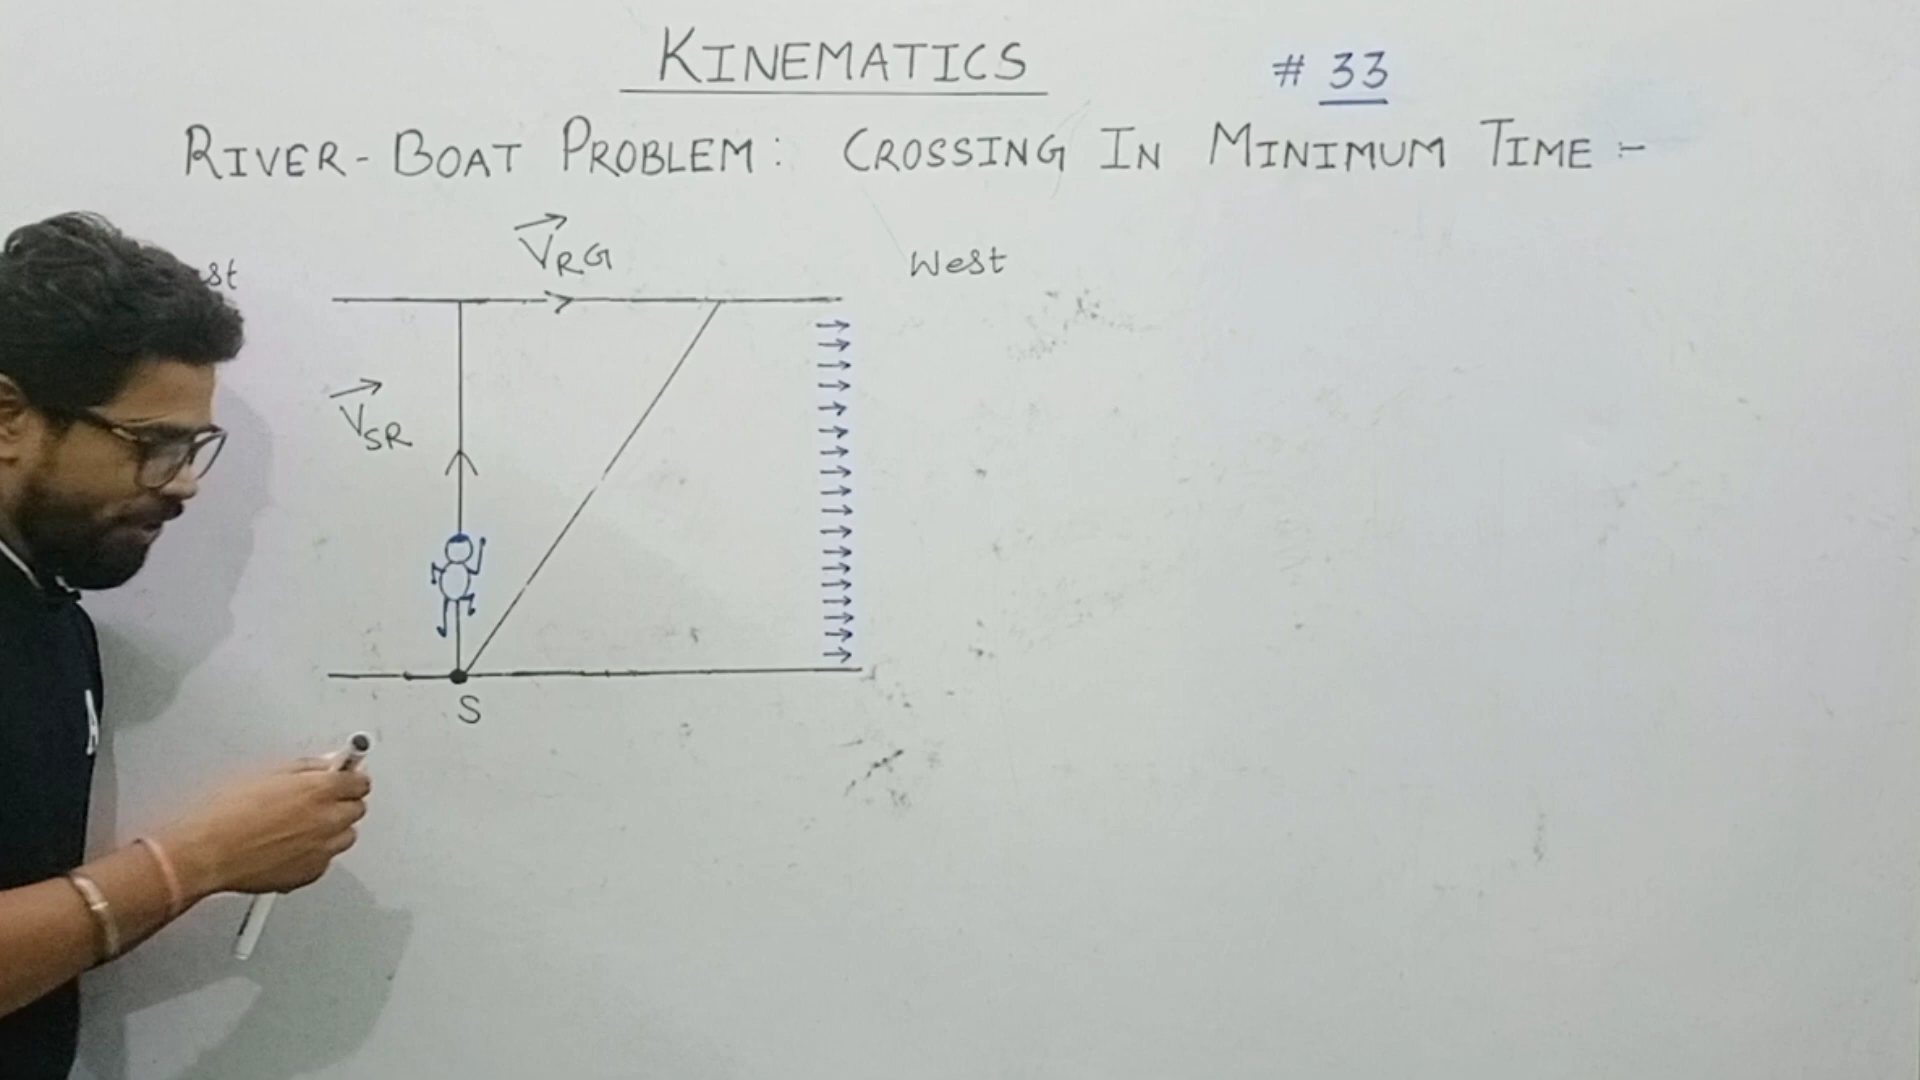 KINEMATICS # 33
RIVER-BOAT PROBLEM: CROSSING IN MINIMUM TIME :-
V_RG
West
V_SR
S
A